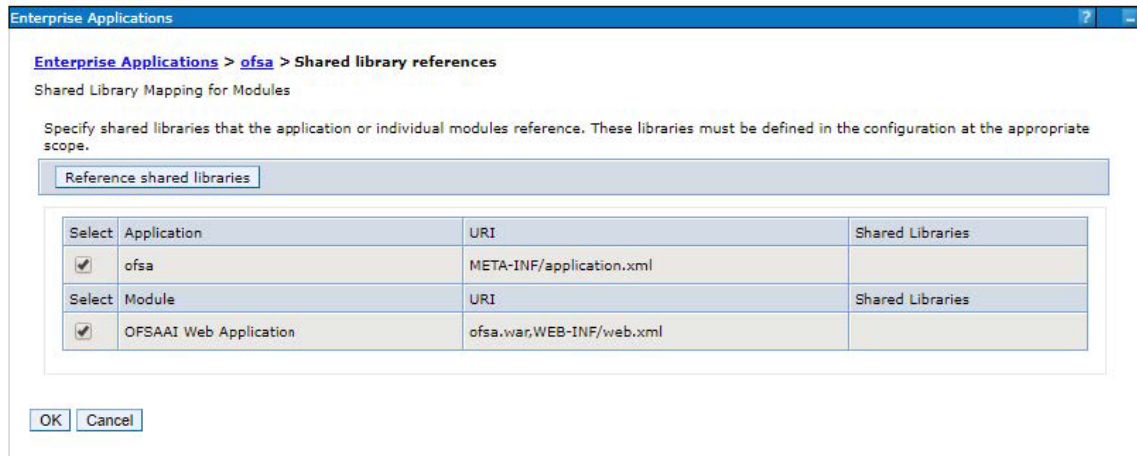 Enterprise Applications ? –
Enterprise Applications > ofsa > Shared library references
Shared Library Mapping for Modules
Specify shared libraries that the application or individual modules reference. These libraries must be defined in the configuration at the appropriate
scope.
Reference shared libraries
Select Application URI Shared Libraries
ofsa META-INF/application.xml
Select Module URI Shared Libraries
OFSAAI Web Application ofsa.war,WEB-INF/web.xml
OK Cancel